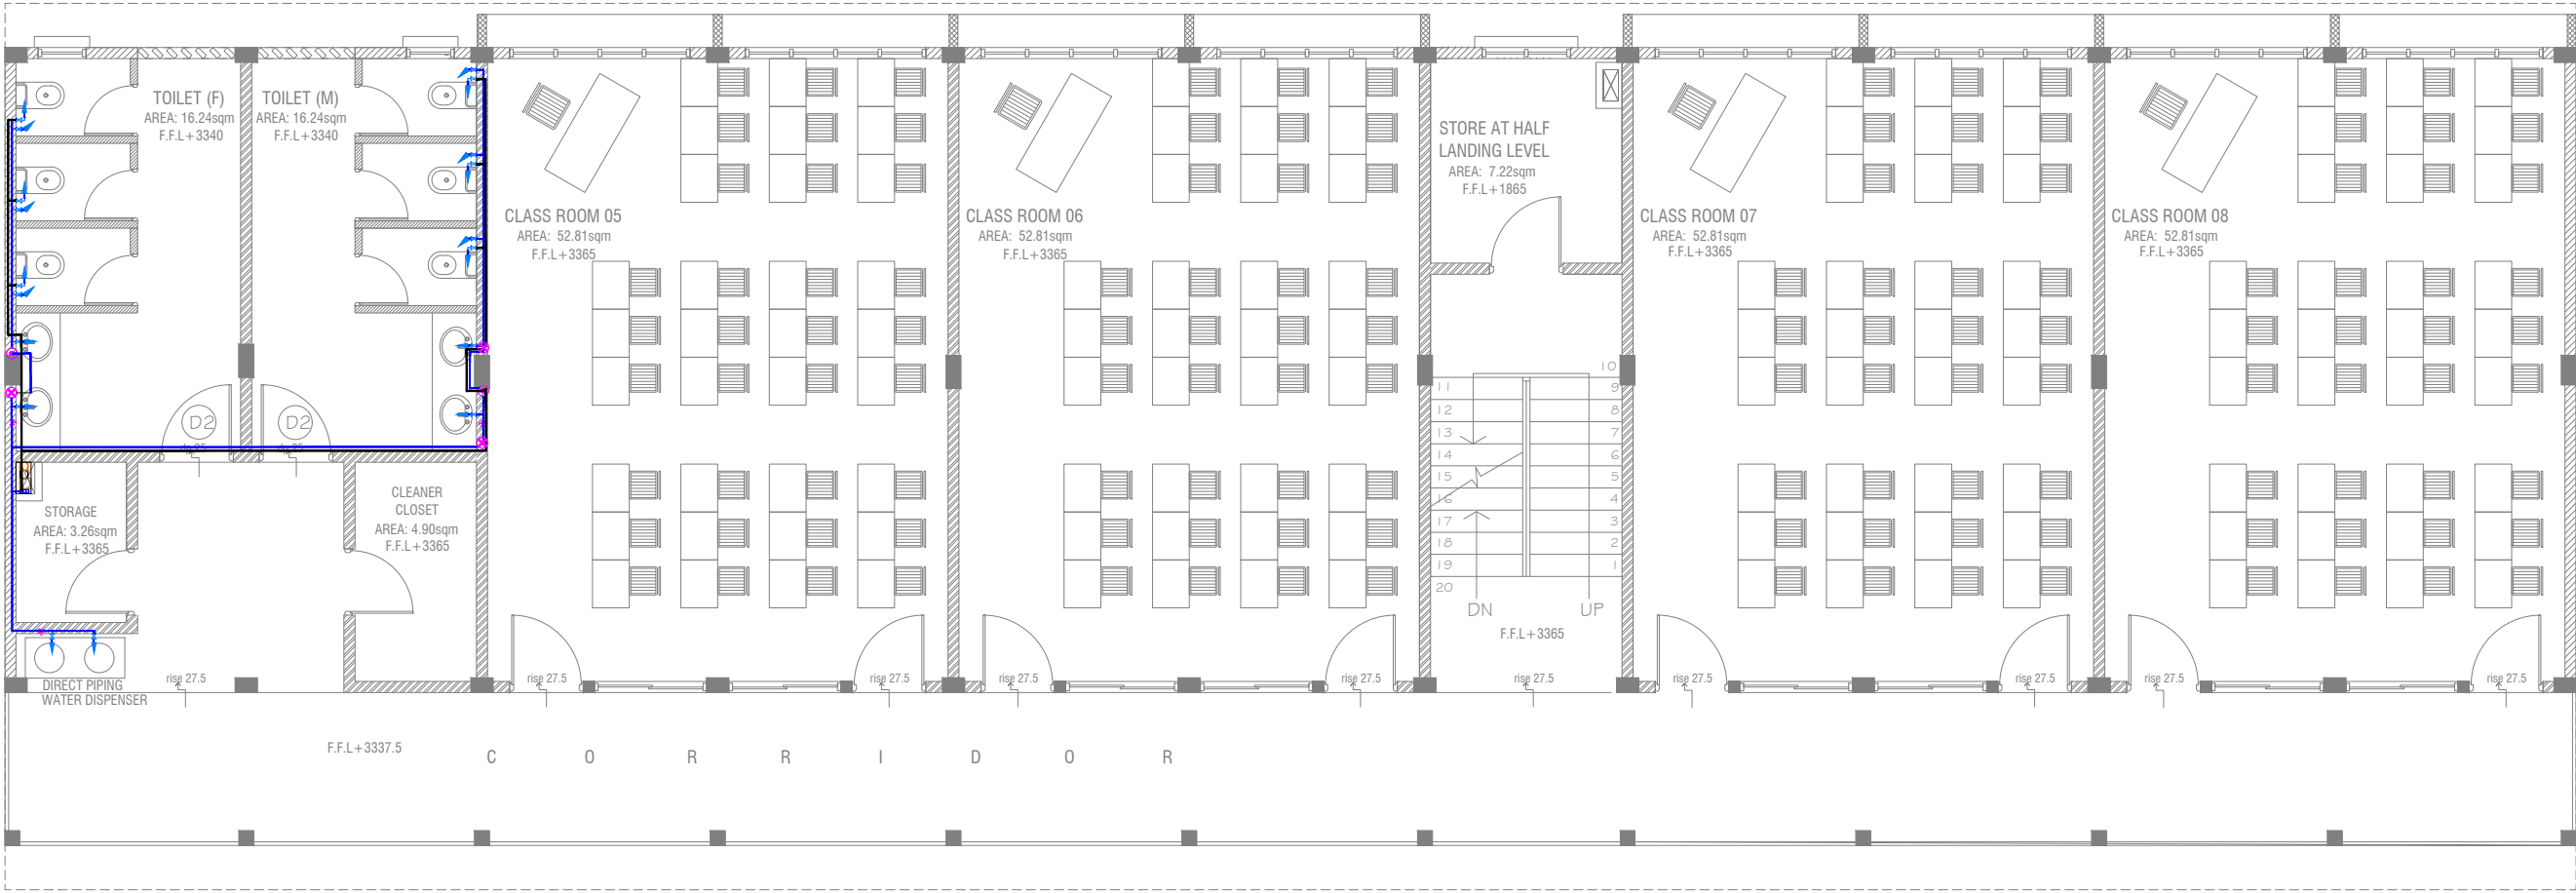 TOILET (F)
AREA: 16.24sqm
F.F.L+3340
TOILET (M)
AREA: 16.24sqm
F.F.L+3340
CLASS ROOM 05
AREA: 52.81sqm
F.F.L+3365
CLASS ROOM 06
AREA: 52.81sqm
F.F.L+3365
STORE AT HALF
LANDING LEVEL
AREA: 7.22sqm
F.F.L+1865
CLASS ROOM 07
AREA: 52.81sqm
F.F.L+3365
CLASS ROOM 08
AREA: 52.81sqm
F.F.L+3365
D2
D2
10
11
9
12
8
13
7
14
6
15
5
16
4
17
3
18
2
19
1
20
DN
UP
F.F.L+3365
STORAGE
AREA: 3.26sqm
F.F.L+3365
CLEANER
CLOSET
AREA: 4.90sqm
F.F.L+3365
DIRECT PIPING
WATER DISPENSER
rise 27.5
rise 27.5
rise 27.5
rise 27.5
rise 27.5
rise 27.5
rise 27.5
rise 27.5
rise 27.5
rise 27.5
F.F.L+3337.5
C O R R I D O R